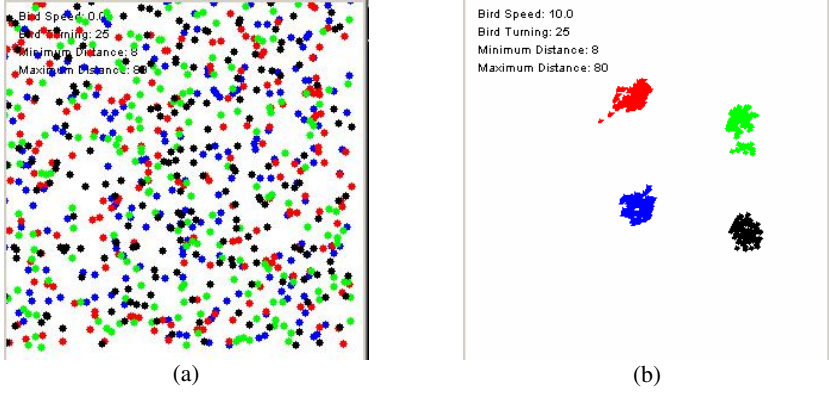 Bird Speed: 0.0
Bird Turning: 25
Minimum Distance: 8
Maximum Distance: 80
(a)
Bird Speed: 10.0
Bird Turning: 25
Minimum Distance: 8
Maximum Distance: 80
(b)